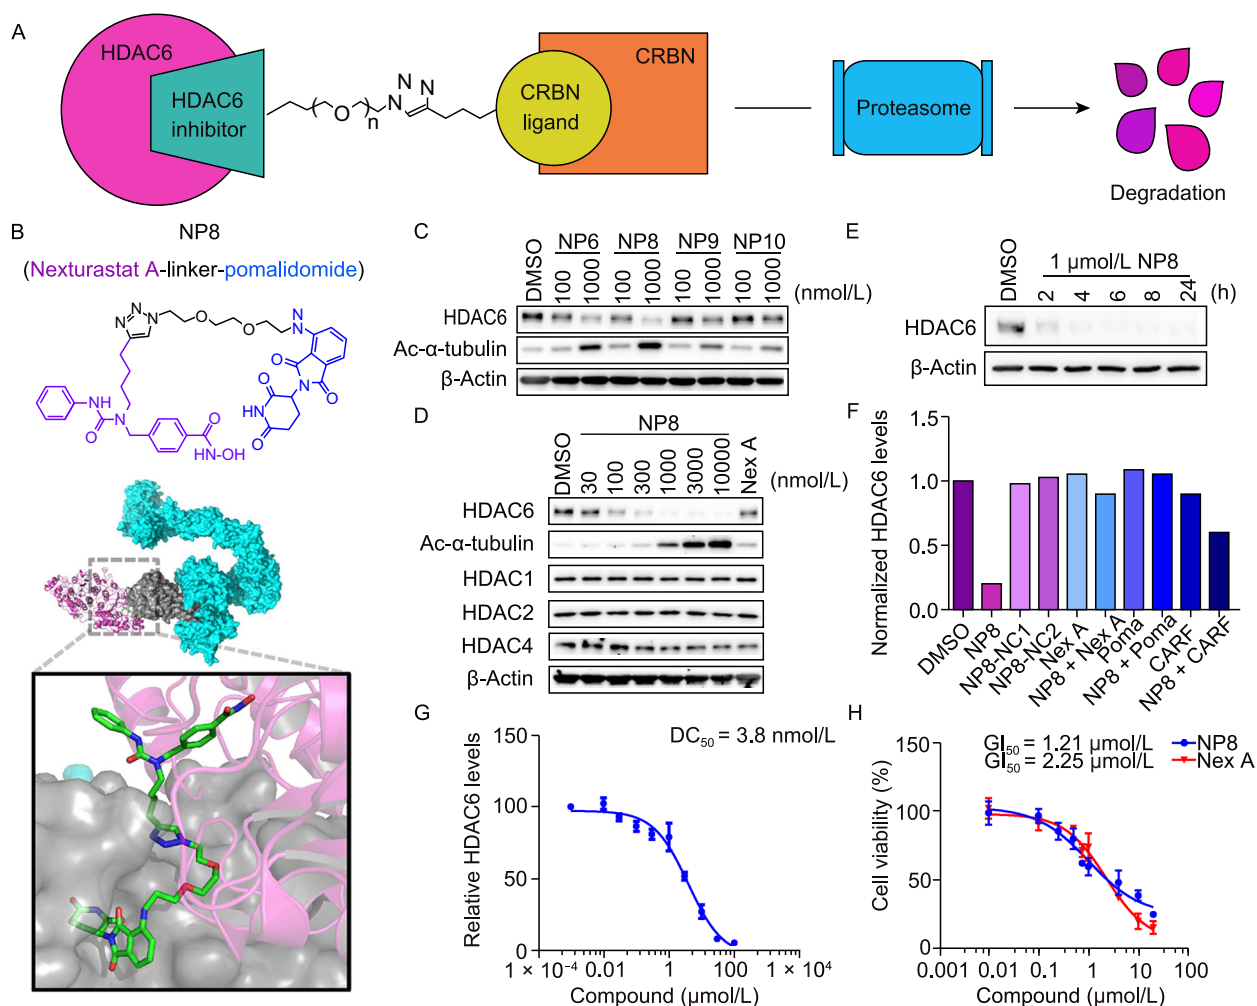 A
HDAC6
HDAC6
inhibitor
O
n
N
N
N
CRBN
ligand
CRBN
Proteasome
Degradation
B
NP8
(Nexturastat A-linker-pomalidomide)
N
N
N
O
O
N
O
N
O
O
HN
O
NH
N
O
O
HN-OH
C
DMSO
NP6 NP8 NP9 NP10
100 1000 100 1000 100 1000 100 1000
(nmol/L)
HDAC6
Ac-α-tubulin
β-Actin
D
NP8
DMSO 30 100 300 1000 3000 10000 Nex A
(nmol/L)
HDAC6
Ac-α-tubulin
HDAC1
HDAC2
HDAC4
β-Actin
E
DMSO
1 μmol/L NP8
2 4 6 8 24 (h)
HDAC6
β-Actin
F
Normalized HDAC6 levels
1.0
0.5
0.0
DMSO
NP8
NP8-NC1
NP8-NC2
Nex A
NP8 + Nex A
Poma
NP8 + Poma
CARF
NP8 + CARF
G
DC50 = 3.8 nmol/L
Relative HDAC6 levels
150
100
50
0
1 × 10⁻⁴ 0.01 1 100 1 × 10⁴
Compound (μmol/L)
H
GI50 = 1.21 μmol/L NP8
GI50 = 2.25 μmol/L Nex A
Cell viability (%)
150
100
50
0
0.001 0.01 0.1 1 10 100
Compound (μmol/L)